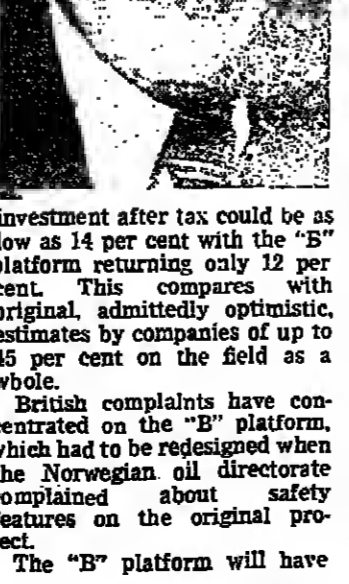 investment after tax could be as
low as 14 per cent with the "B"
platform returning only 12 per
cent. This compares with
original, admittedly optimistic,
estimates by companies of up to
45 per cent on the field as a
whole.
British complaints have con-
centrated on the "B" platform,
which had to be redesigned when
the Norwegian oil directorate
complained about safety
features on the original pro-
ject.
The "B" platform will have